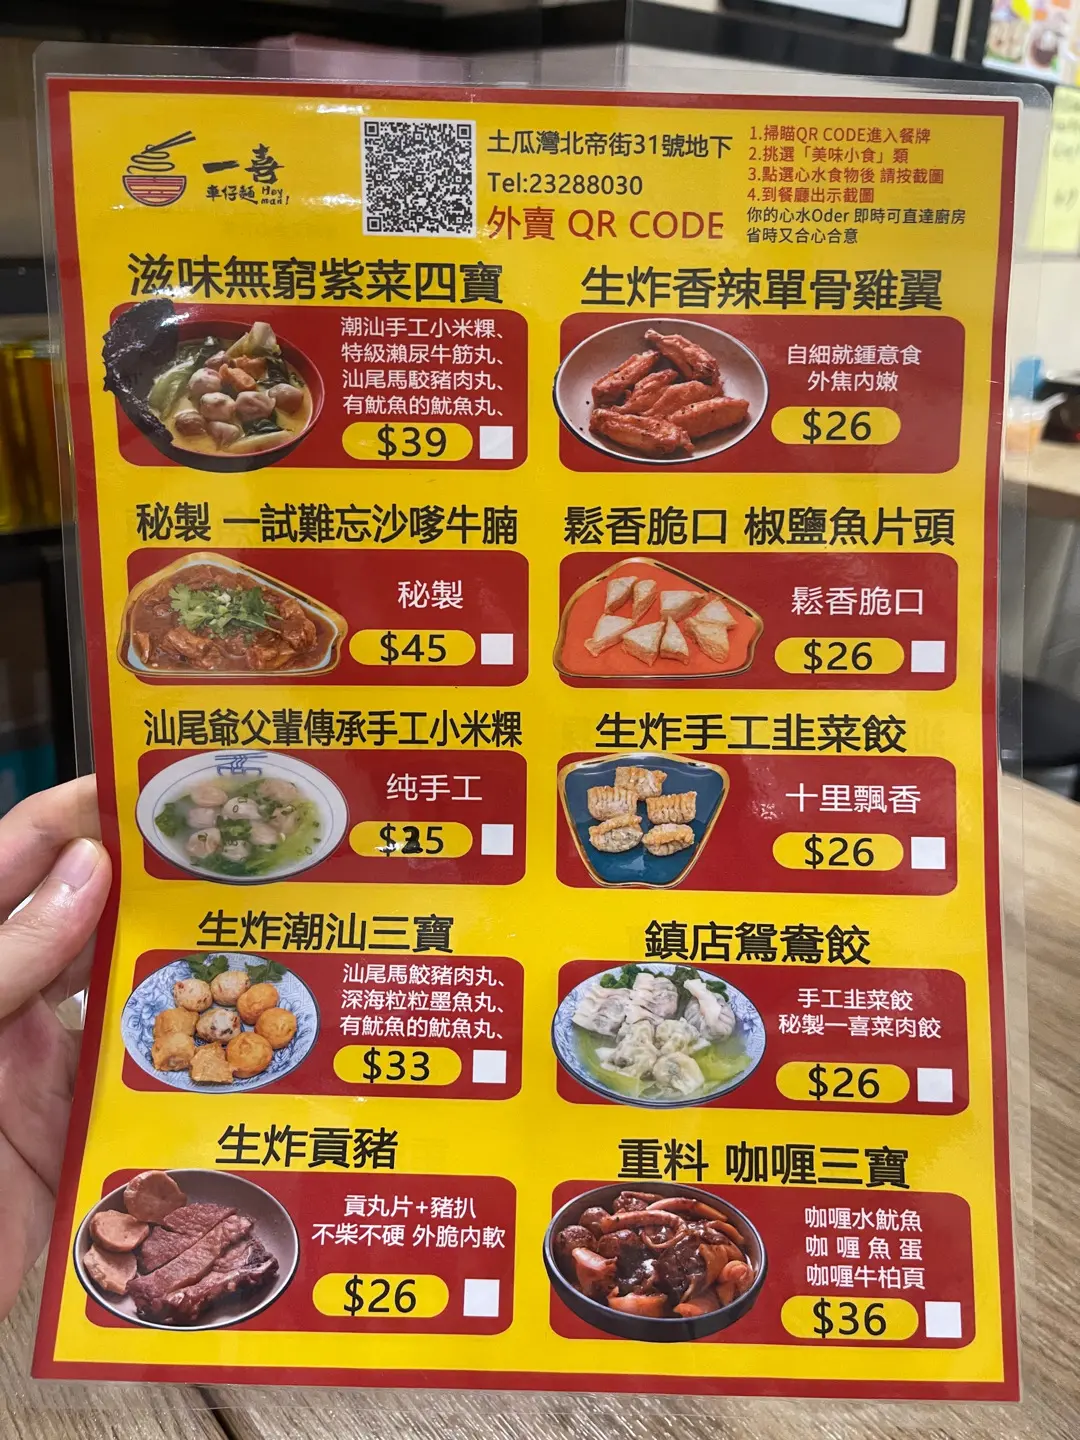 一喜
車仔麵 Hey man!
土瓜灣北帝街31號地下
Tel:23288030
外賣 QR CODE
1.掃瞄QR CODE進入餐牌
2.挑選「美味小食」類
3.點選心水食物後 請按截圖
4.到餐廳出示截圖
你的心水Oder 即時可直達廚房
省時又合心合意
滋味無窮紫菜四寶
潮汕手工小米粿、
特級瀨尿牛筋丸、
汕尾馬駮豬肉丸、
有魷魚的魷魚丸、
$39
生炸香辣單骨雞翼
自細就鍾意食
外焦內嫩
$26
秘製 一試難忘沙嗲牛腩
秘製
$45
鬆香脆口 椒鹽魚片頭
鬆香脆口
$26
汕尾爺父輩傳承手工小米粿
纯手工
$25
生炸手工韭菜餃
十里飄香
$26
生炸潮汕三寶
汕尾馬鮫豬肉丸、
深海粒粒墨魚丸、
有魷魚的魷魚丸、
$33
鎮店鴛鴦餃
手工韭菜餃
秘製一喜菜肉餃
$26
生炸貢豬
貢丸片+豬扒
不柴不硬 外脆內軟
$26
重料 咖喱三寶
咖喱水魷魚
咖喱魚蛋
咖喱牛柏頁
$36